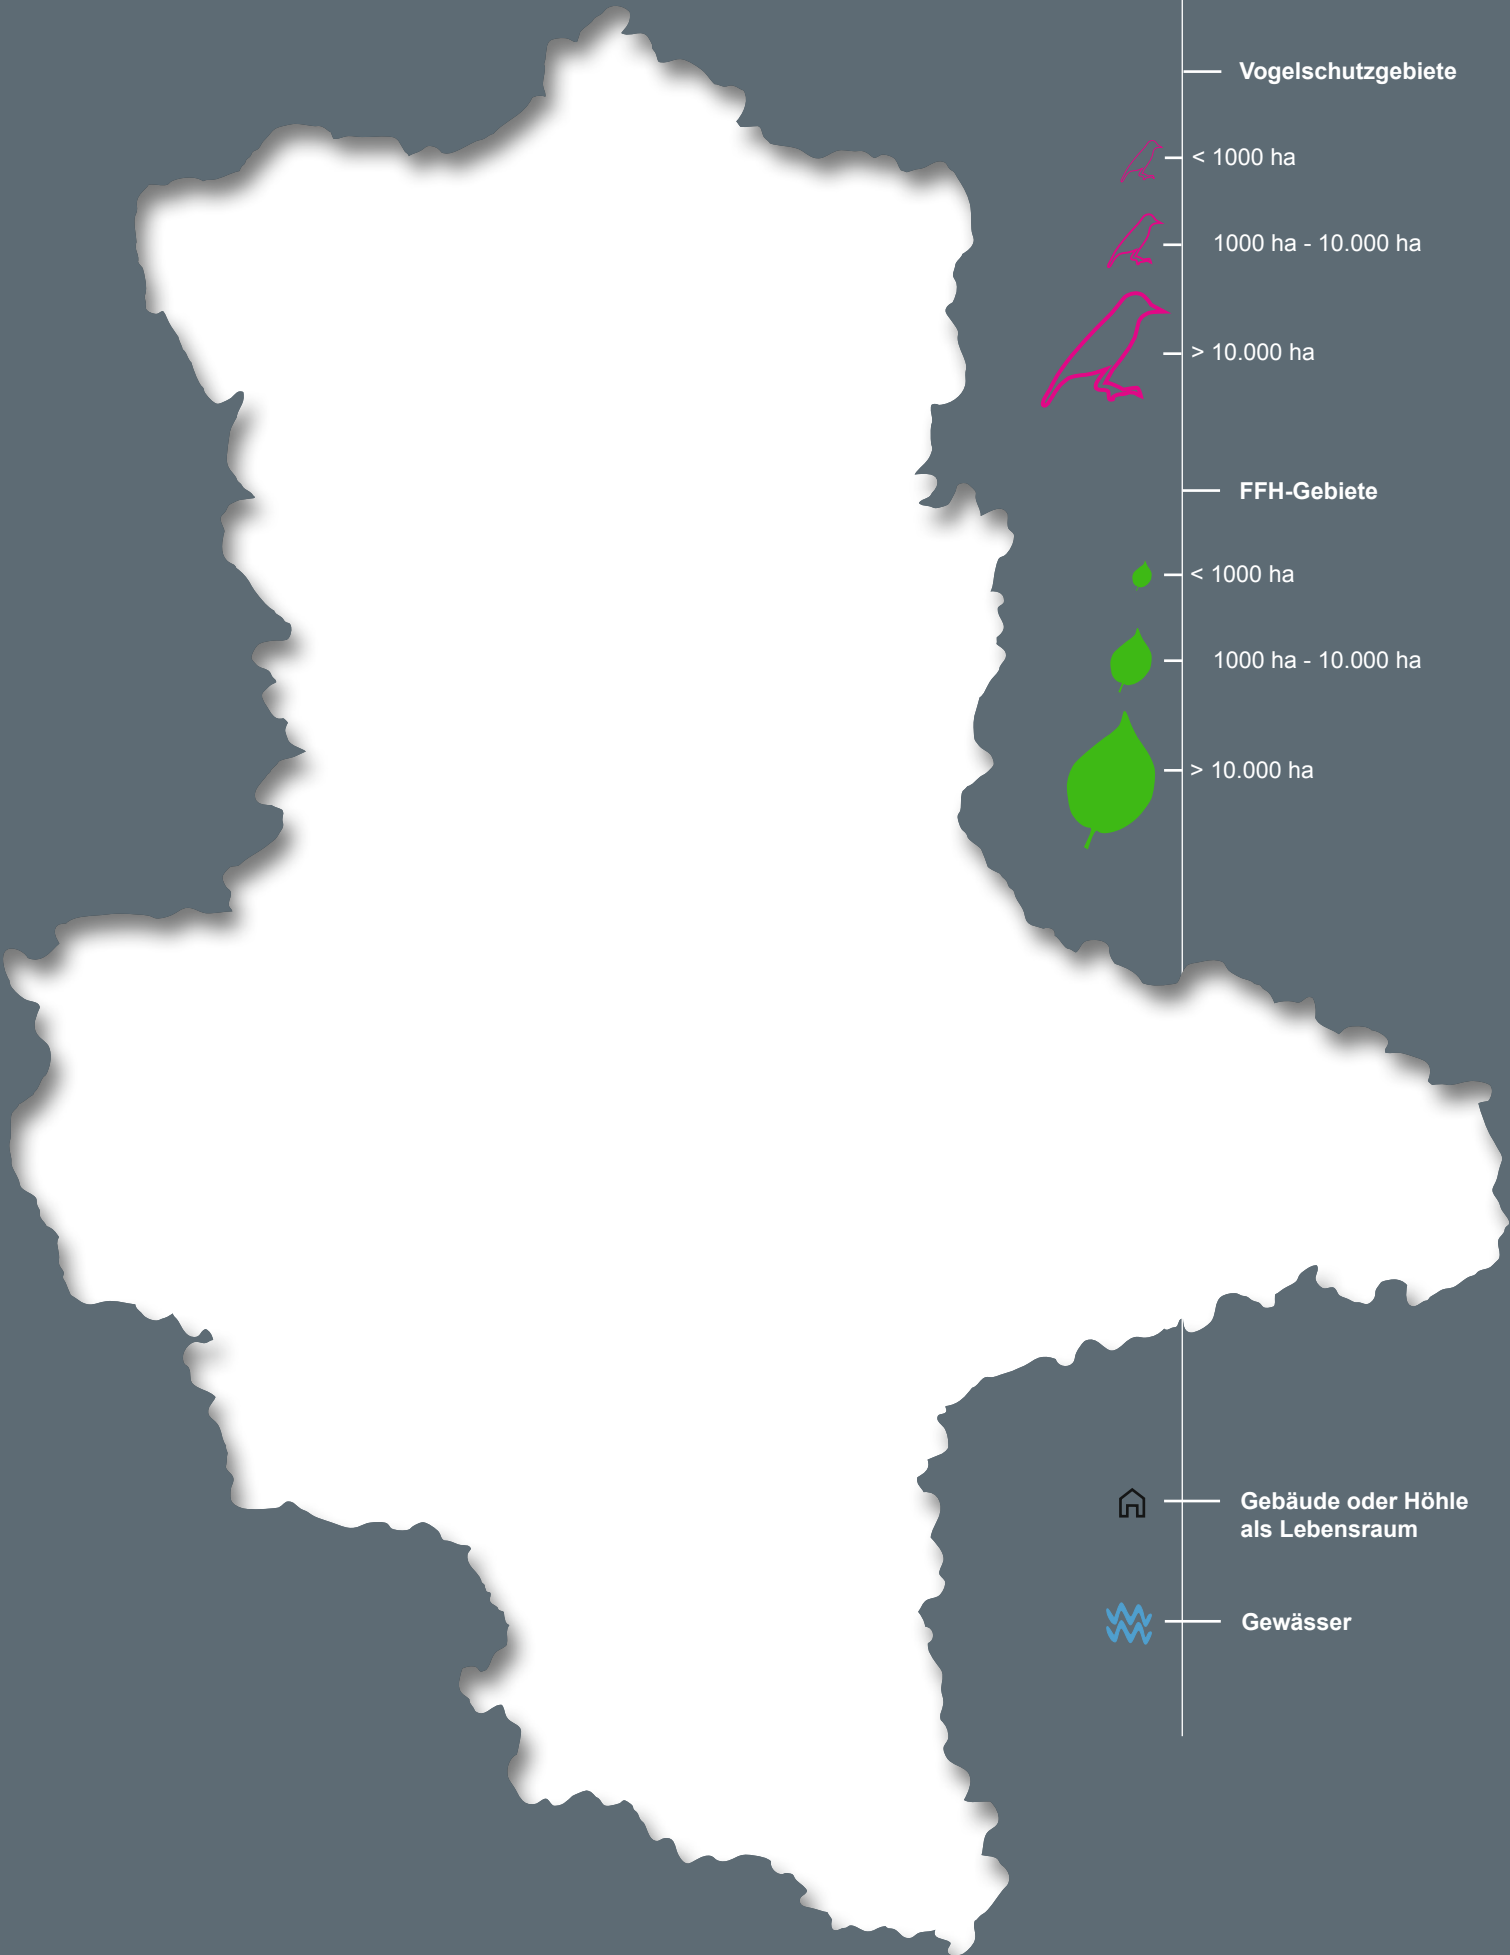 Vogelschutzgebiete
< 1000 ha
1000 ha - 10.000 ha
> 10.000 ha
FFH-Gebiete
< 1000 ha
1000 ha - 10.000 ha
> 10.000 ha
Gebäude oder Höhle
als Lebensraum
Gewässer